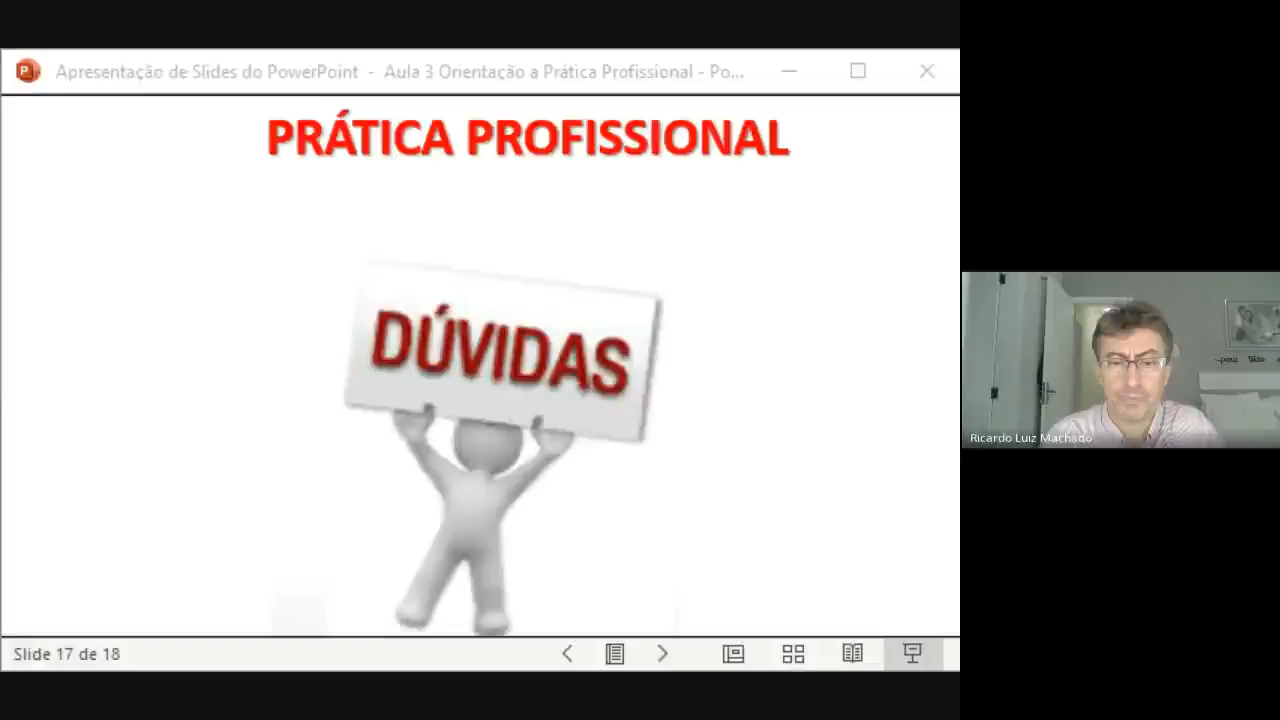 Apresentação de Slides do PowerPoint - Aula 3 Orientação a Prática Profissional - Po...
PRÁTICA PROFISSIONAL
DÚVIDAS
Ricardo Luiz Machado
Slide 17 de 18